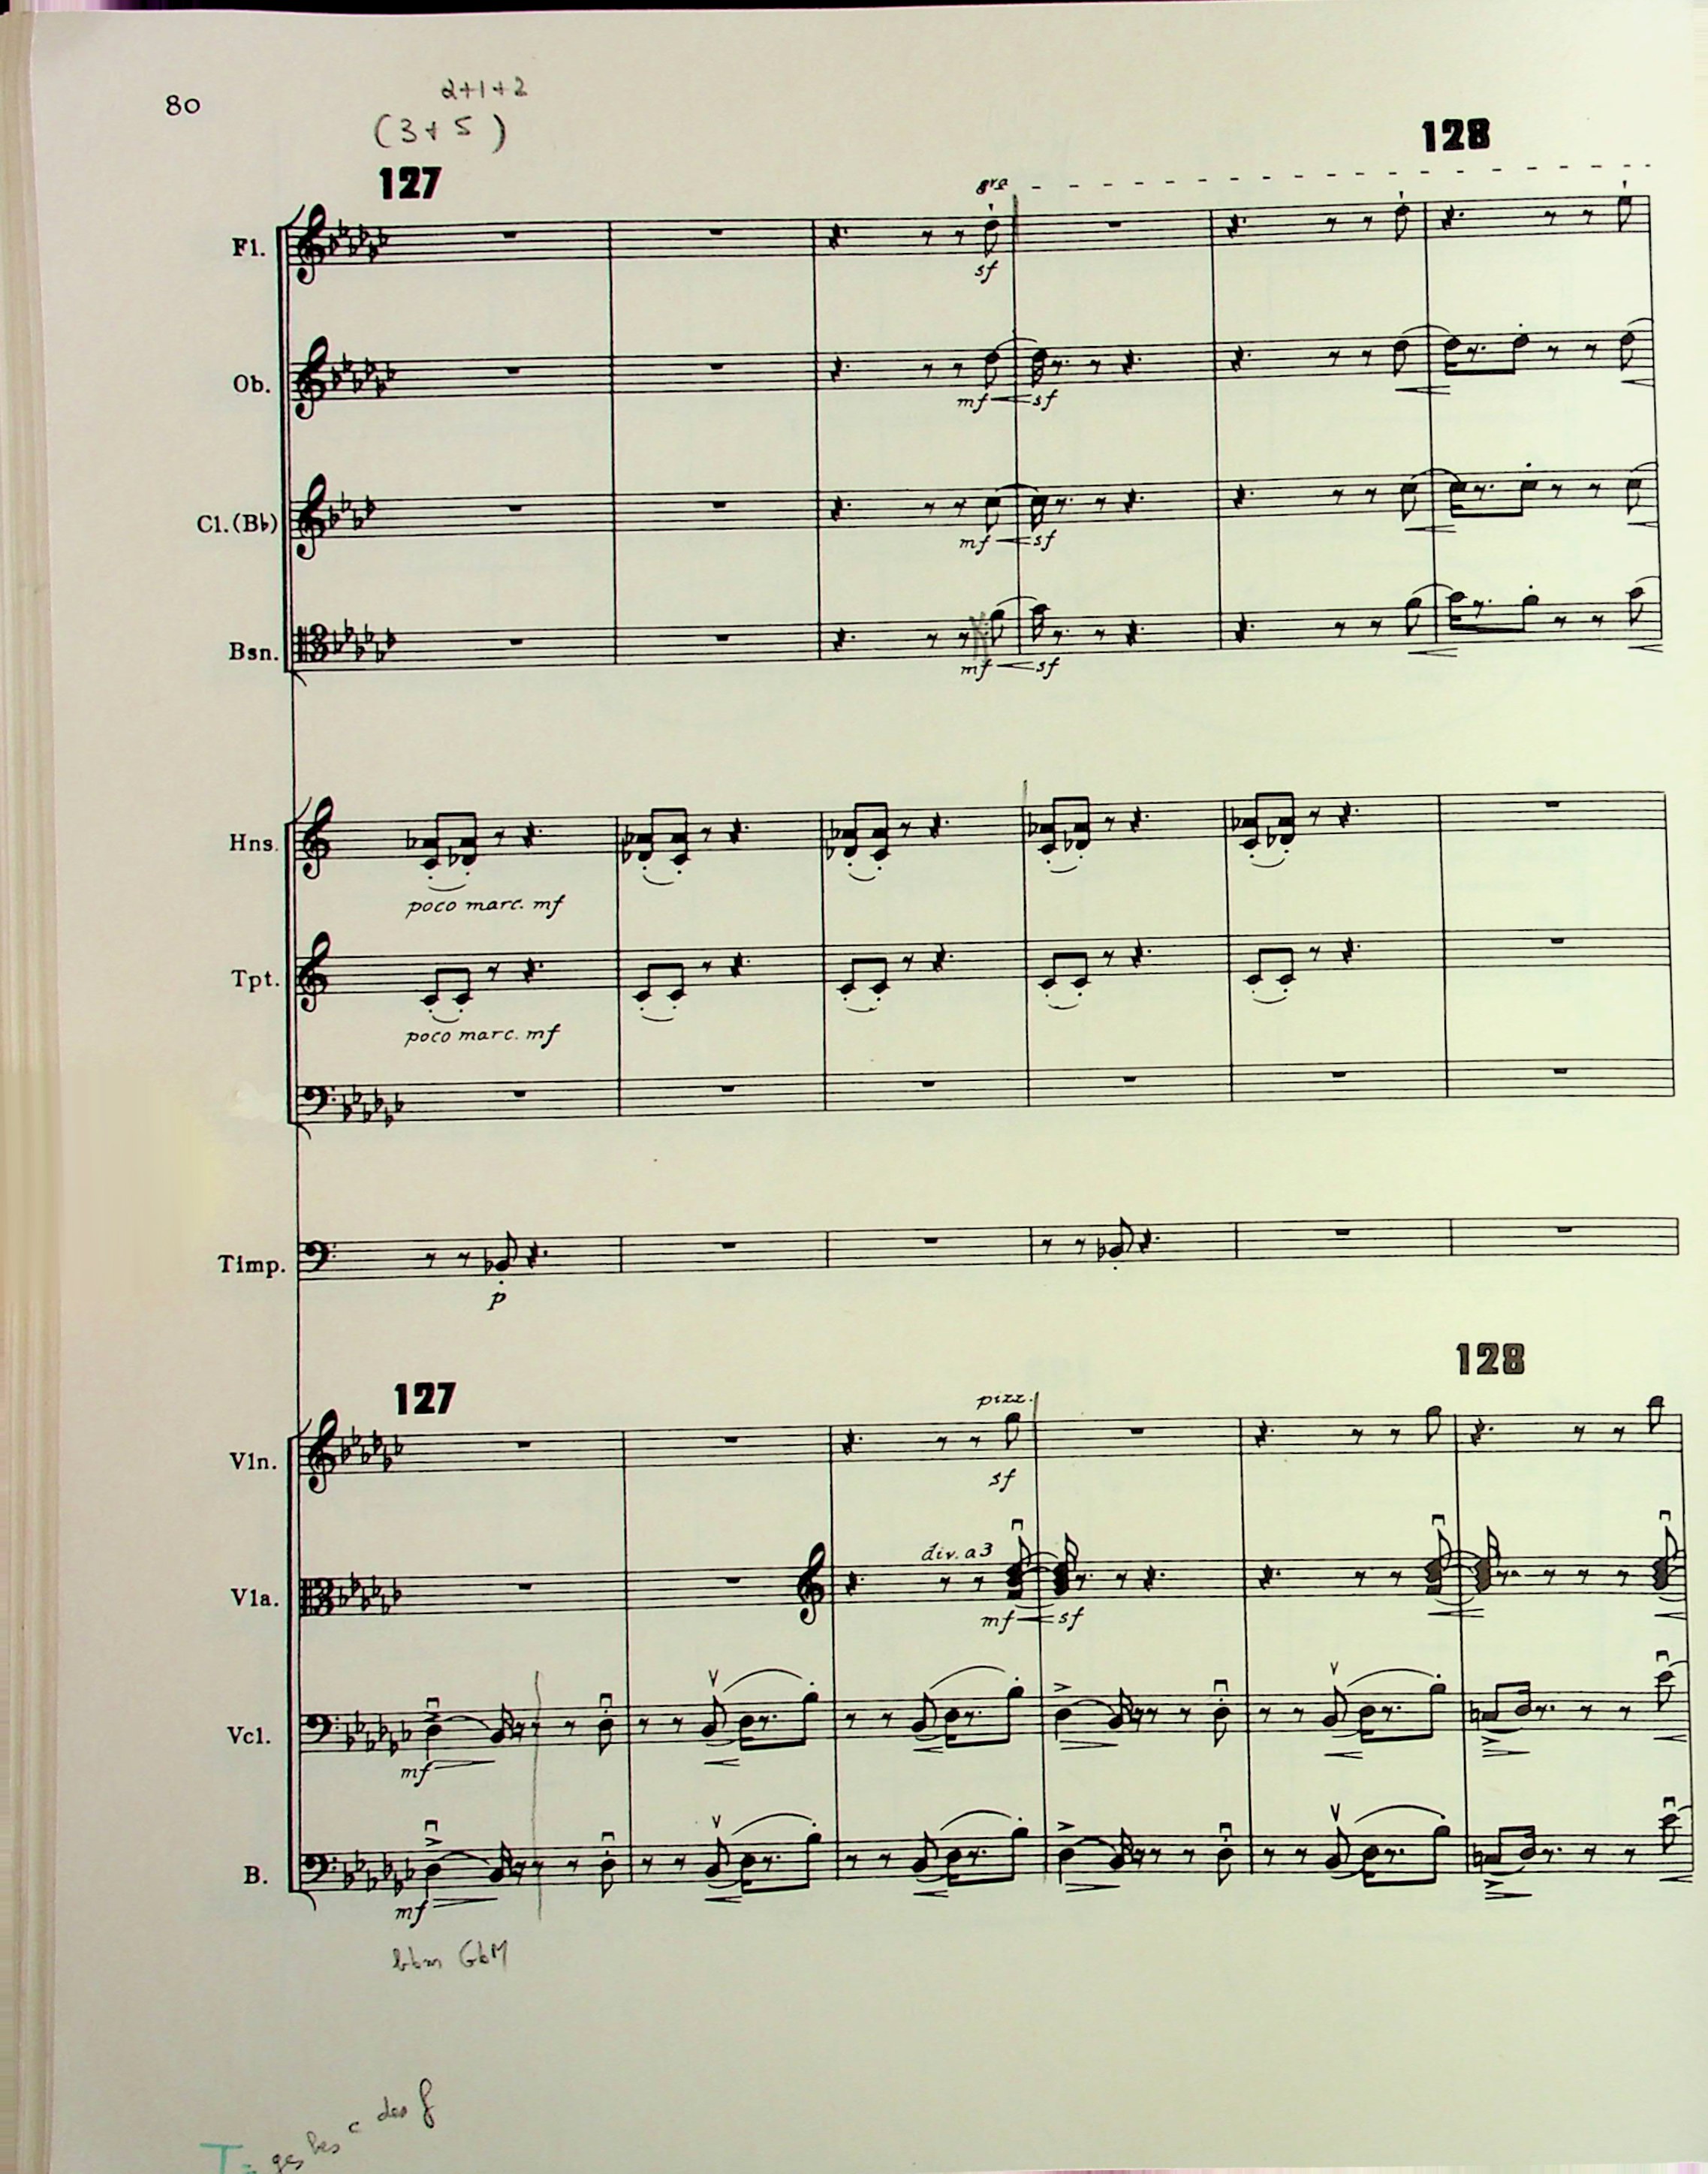 80
2+1+2
(3+5)
127
128
8va
Fl.
sf
Ob.
mf sf
Cl.(Bb)
mf sf
Bsn.
mf sf
Hns.
poco marc. mf
Tpt.
poco marc. mf
Timp.
p
128
127
pizz.
Vln.
sf
div. a3
Vla.
mf sf
Vcl.
mf
B.
mf
bbm GbM
T= ges bes c des f